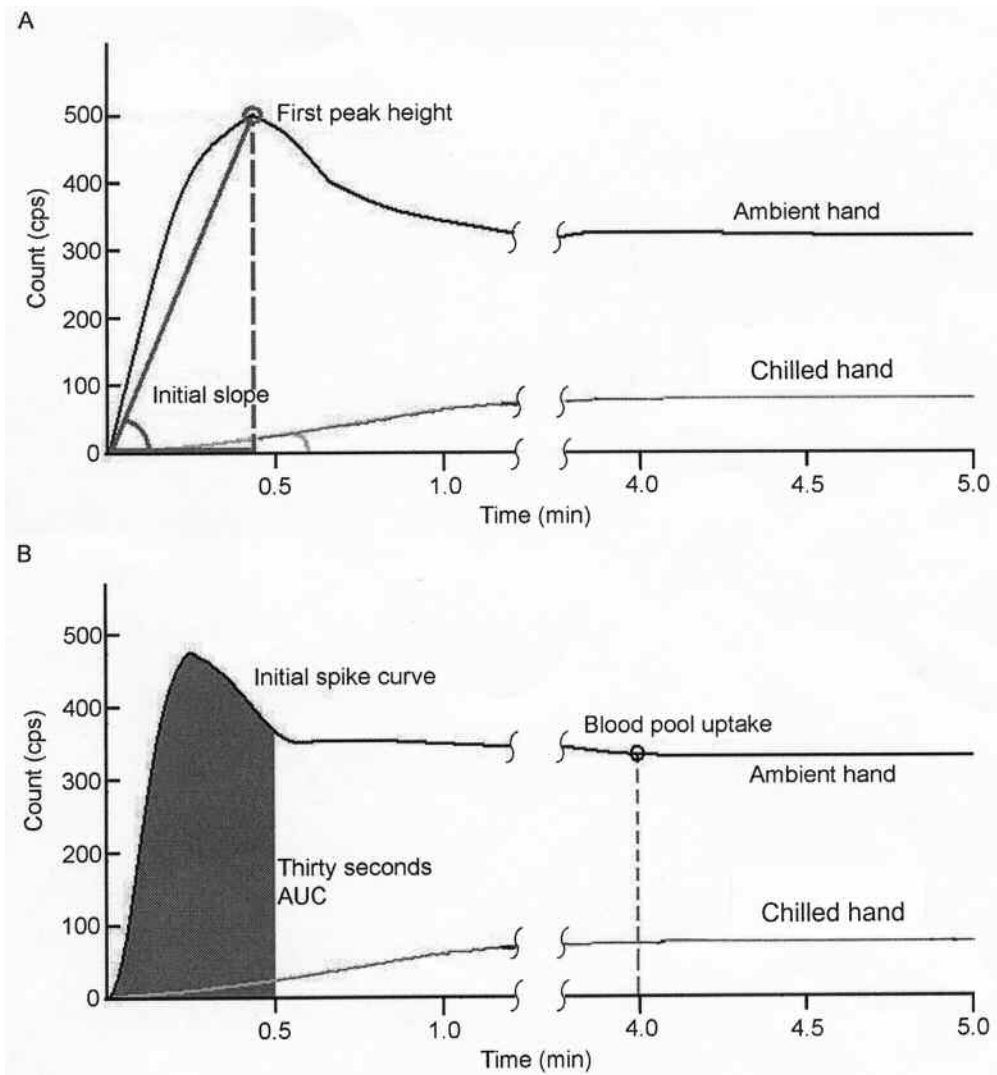 A
500
400
300
200
100
0
Count (cps)
First peak height
Ambient hand
Initial slope
Chilled hand
0.5
1.0
4.0
4.5
5.0
Time (min)
B
500
400
300
200
100
0
Count (cps)
Initial spike curve
Blood pool uptake
Ambient hand
Thirty seconds
AUC
Chilled hand
0.5
1.0
4.0
4.5
5.0
Time (min)